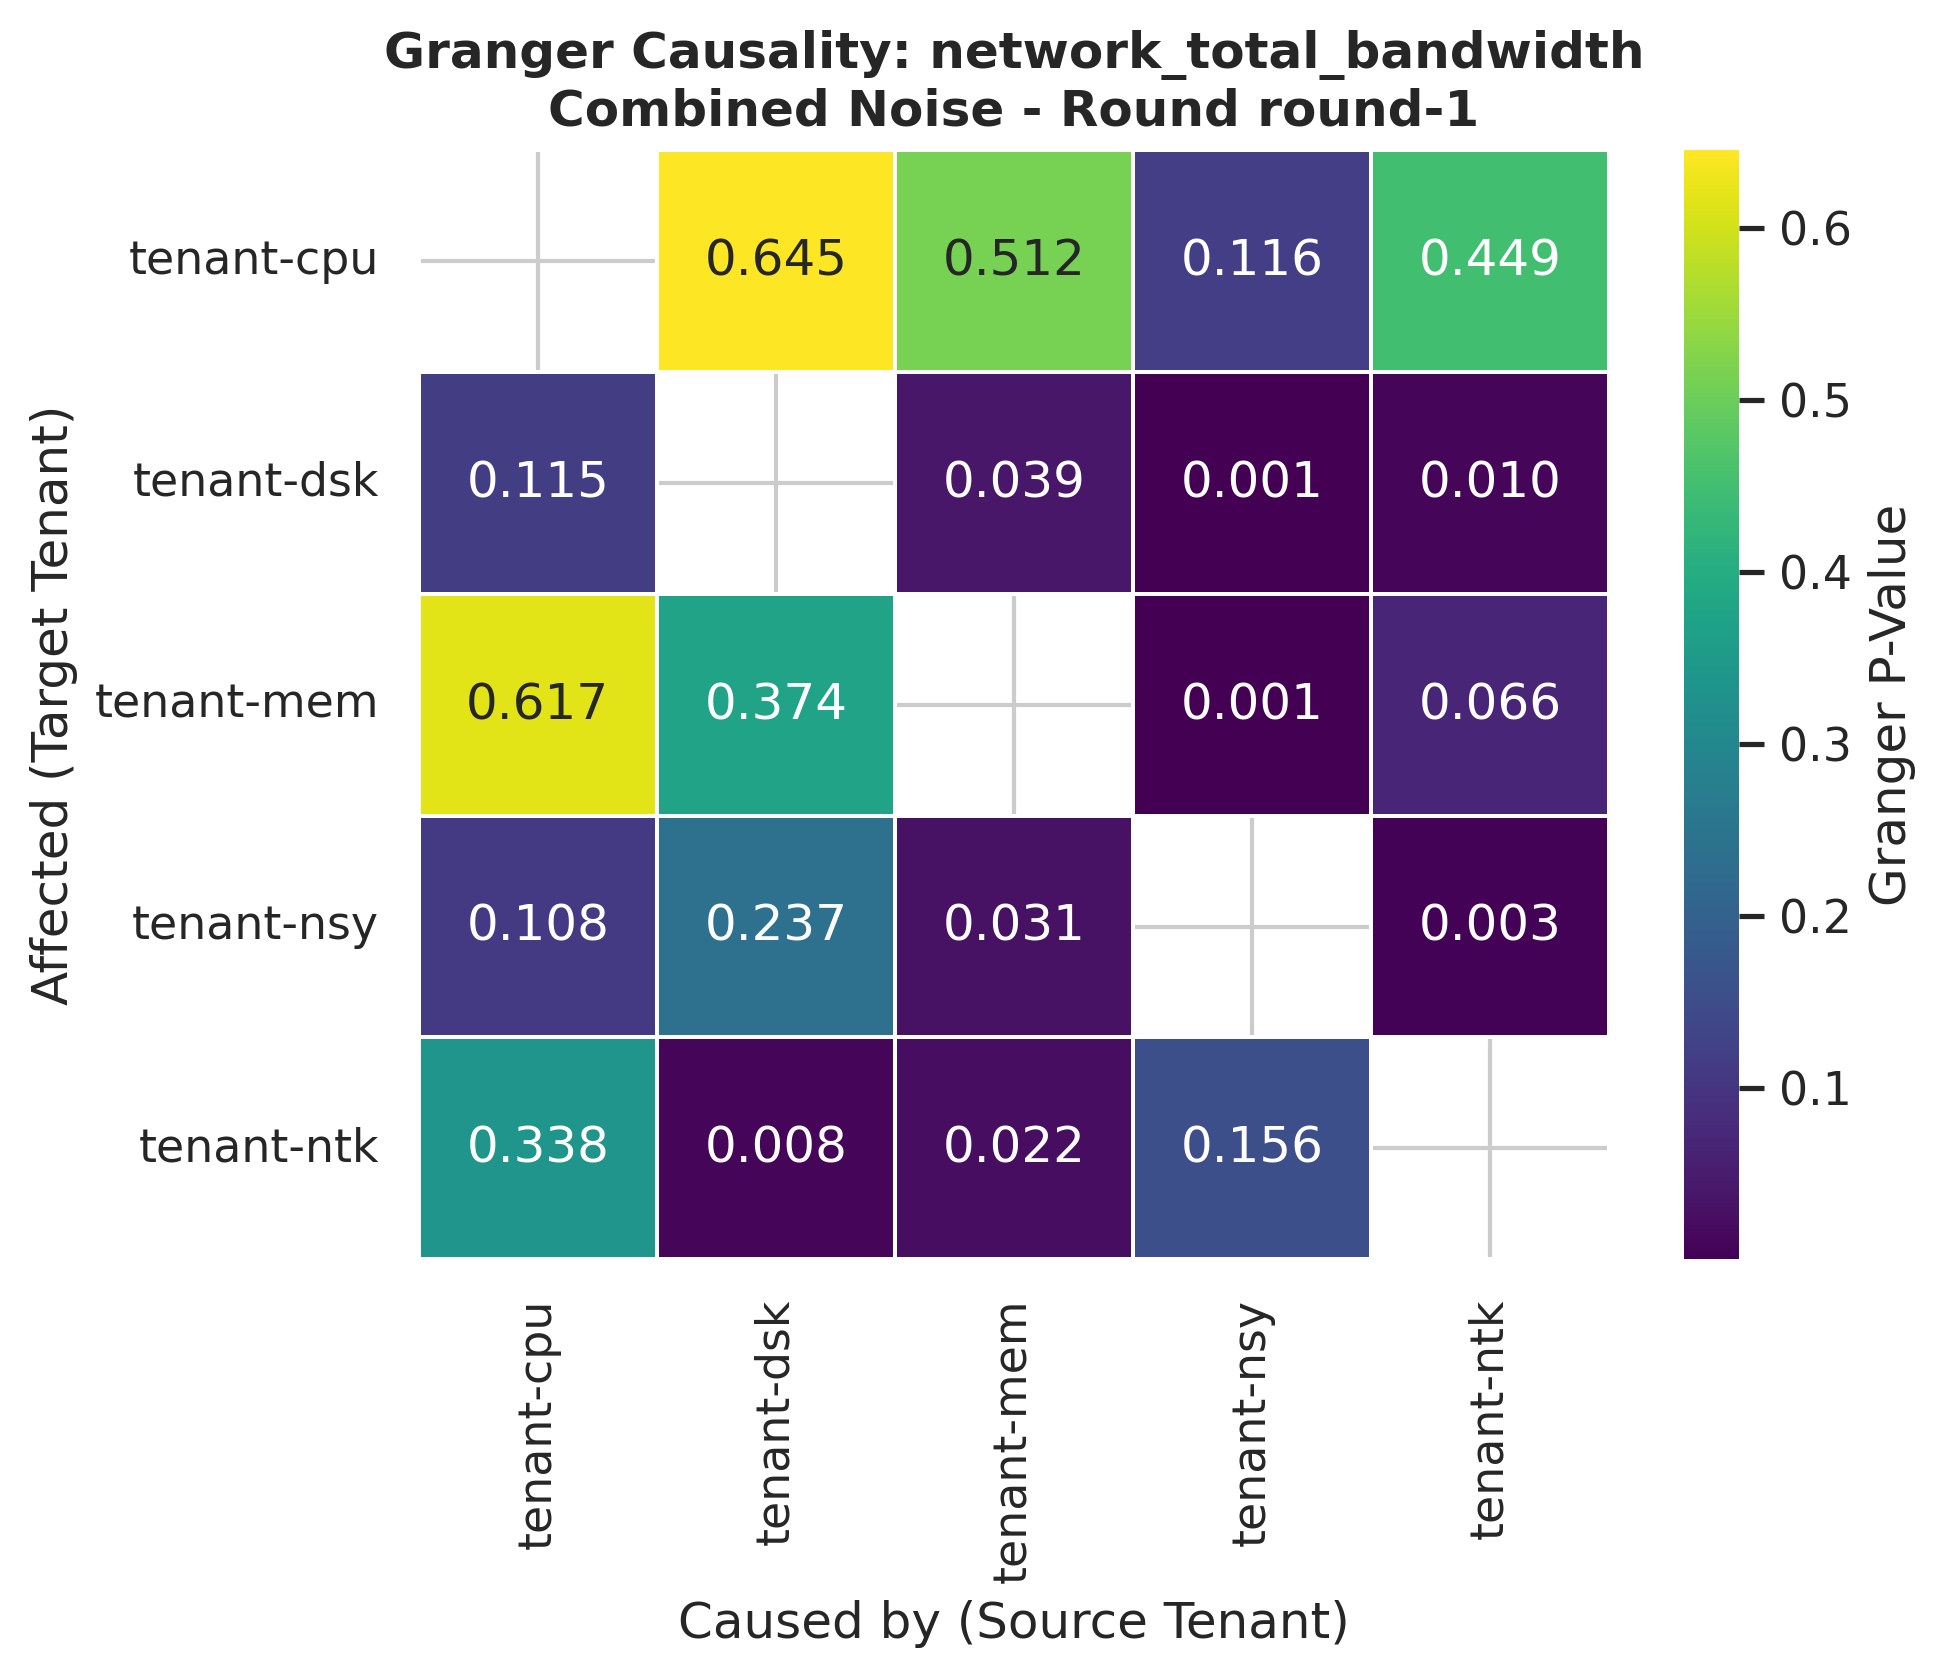 Granger Causality: network_total_bandwidth
Combined Noise - Round round-1
tenant-cpu
0.645
0.512
0.116
0.449
tenant-dsk
0.115
0.039
0.001
0.010
tenant-mem
0.617
0.374
0.001
0.066
tenant-nsy
0.108
0.237
0.031
0.003
tenant-ntk
0.338
0.008
0.022
0.156
Affected (Target Tenant)
tenant-cpu
tenant-dsk
tenant-mem
tenant-nsy
tenant-ntk
Caused by (Source Tenant)
0.6
0.5
0.4
0.3
0.2
0.1
Granger P-Value